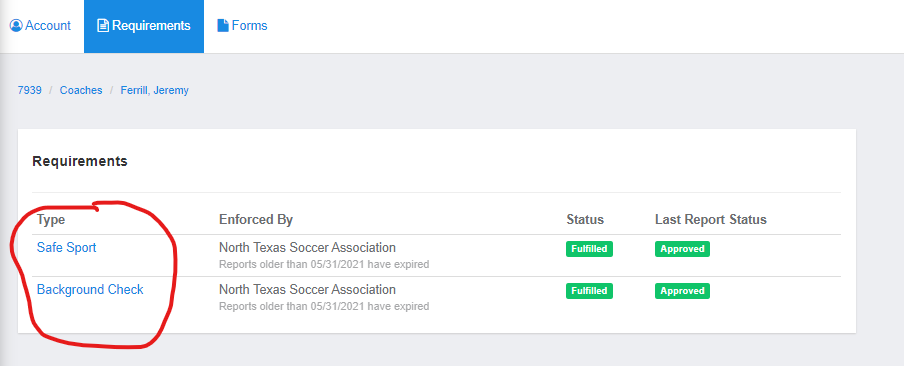 Account Requirements Forms
7939 / Coaches / Ferrill, Jeremy
Requirements
Type Enforced By Status Last Report Status
Safe Sport North Texas Soccer Association Fulfilled Approved
Reports older than 05/31/2021 have expired
Background Check North Texas Soccer Association Fulfilled Approved
Reports older than 05/31/2021 have expired